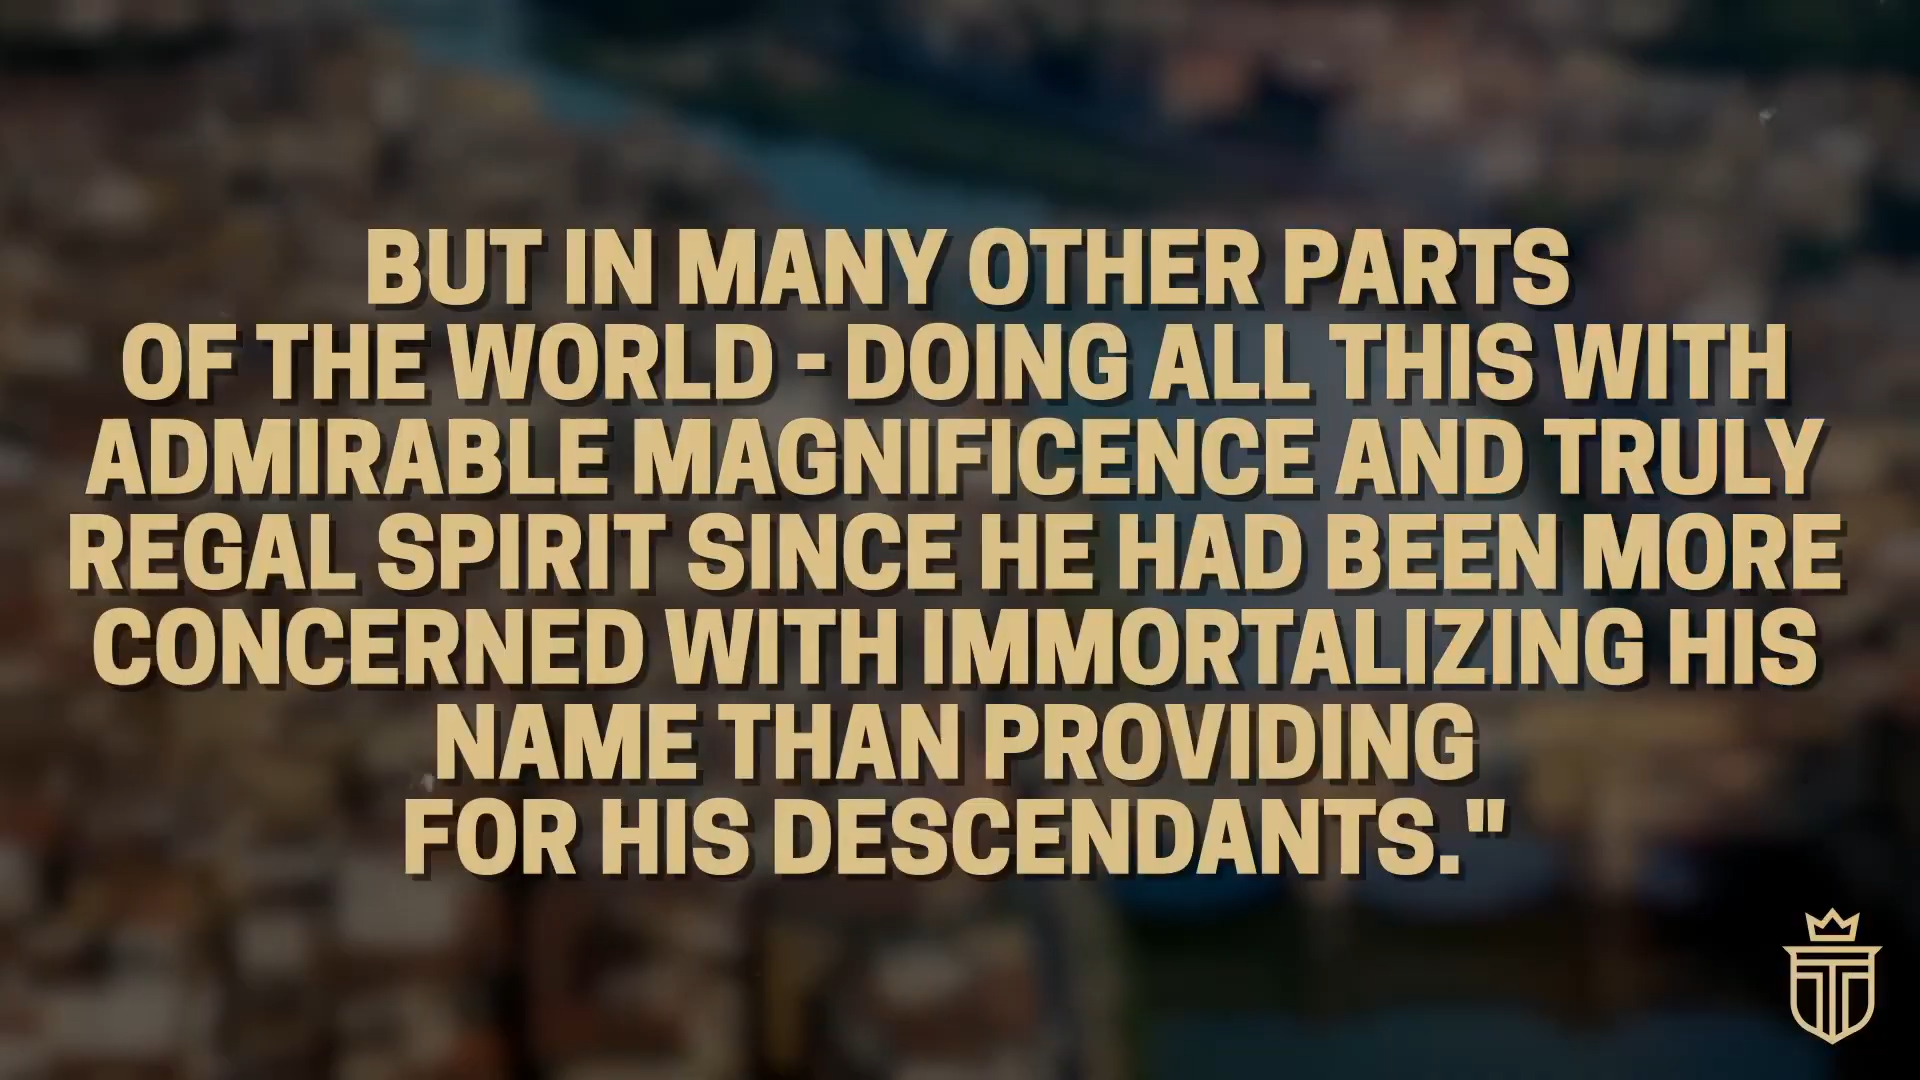 BUT IN MANY OTHER PARTS
OF THE WORLD - DOING ALL THIS WITH
ADMIRABLE MAGNIFICENCE AND TRULY
REGAL SPIRIT SINCE HE HAD BEEN MORE
CONCERNED WITH IMMORTALIZING HIS
NAME THAN PROVIDING
FOR HIS DESCENDANTS."